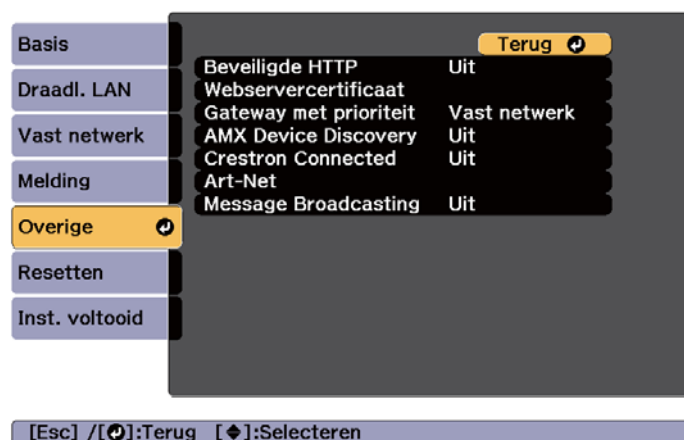 Basis
Draadl. LAN
Vast netwerk
Melding
Overige
Resetten
Inst. voltooid
Terug
Beveiligde HTTP Uit
Webservercertificaat
Gateway met prioriteit Vast netwerk
AMX Device Discovery Uit
Crestron Connected Uit
Art-Net
Message Broadcasting Uit
[Esc] /[⏎]:Terug [◆]:Selecteren